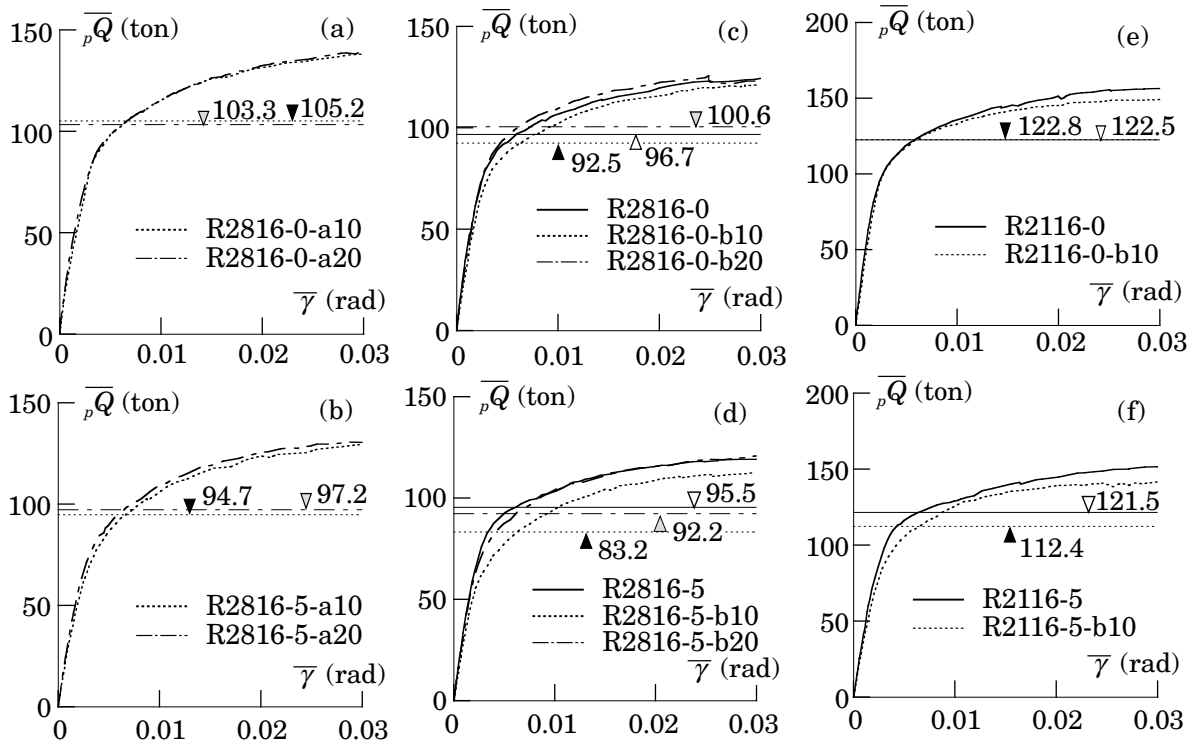 pQ̅ (ton)
(a)
150
103.3
105.2
100
R2816-0-a10
50
R2816-0-a20
γ̅ (rad)
0
0 0.01 0.02 0.03
pQ̅ (ton)
(c)
150
100.6
100
92.5
96.7
R2816-0
50
R2816-0-b10
R2816-0-b20
γ̅ (rad)
0
0 0.01 0.02 0.03
200
pQ̅ (ton)
(e)
150
122.8
122.5
100
R2116-0
50
R2116-0-b10
γ̅ (rad)
0
0 0.01 0.02 0.03
pQ̅ (ton)
(b)
150
94.7
97.2
100
R2816-5-a10
50
R2816-5-a20
γ̅ (rad)
0
0 0.01 0.02 0.03
pQ̅ (ton)
(d)
150
95.5
100
83.2
92.2
R2816-5
50
R2816-5-b10
R2816-5-b20
γ̅ (rad)
0
0 0.01 0.02 0.03
200
pQ̅ (ton)
(f)
150
121.5
112.4
100
R2116-5
50
R2116-5-b10
γ̅ (rad)
0
0 0.01 0.02 0.03